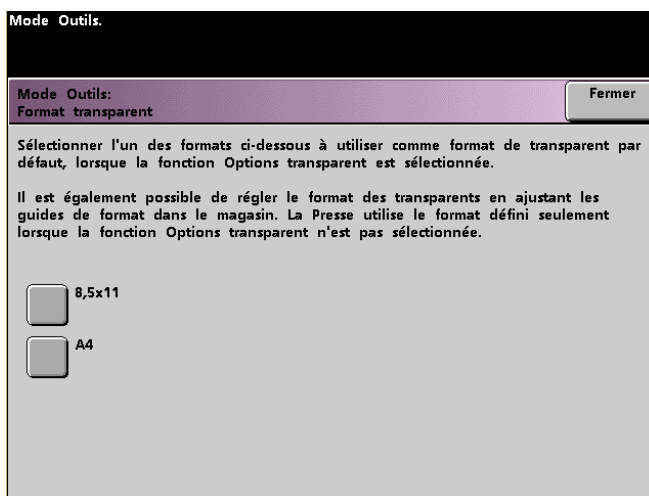 Mode Outils.
Mode Outils:
Format transparent
Fermer
Sélectionner l'un des formats ci-dessous à utiliser comme format de transparent par
défaut, lorsque la fonction Options transparent est sélectionnée.
Il est également possible de régler le format des transparents en ajustant les
guides de format dans le magasin. La Presse utilise le format défini seulement
lorsque la fonction Options transparent n'est pas sélectionnée.
8,5x11
A4